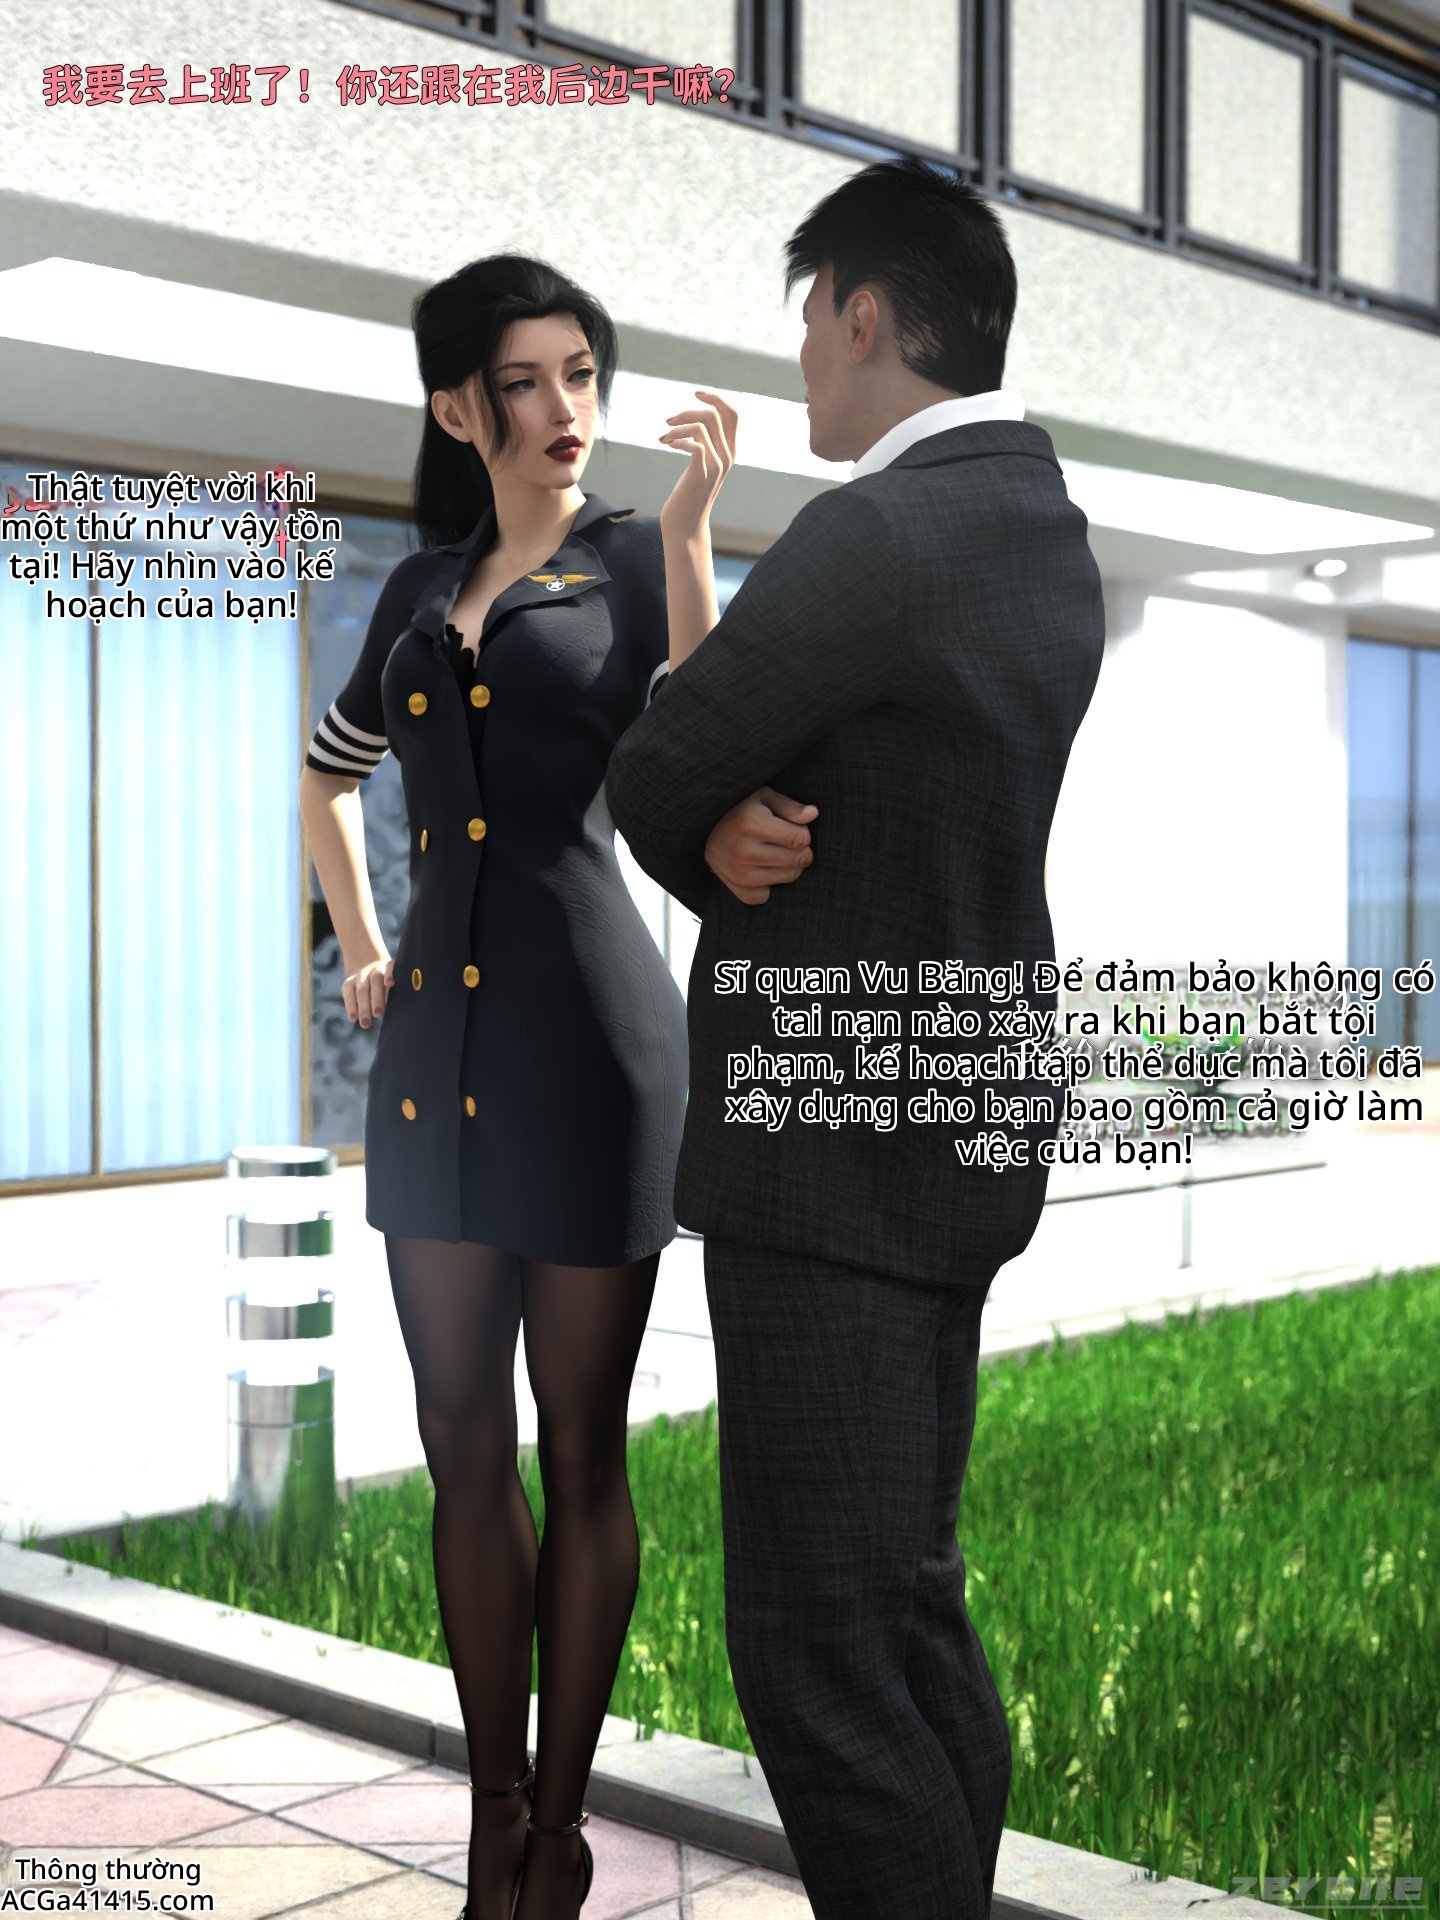 我要去上班了！你还跟在我后边干嘛？
Thật tuyệt vời khi
một thứ như vậy tồn
tại! Hãy nhìn vào kế
hoạch của bạn!
Sĩ quan Vu Băng! Để đảm bảo không có
tai nạn nào xảy ra khi bạn bắt tội
phạm, kế hoạch tập thể dục mà tôi đã
xây dựng cho bạn bao gồm cả giờ làm
việc của bạn!
Thông thường
ACGa41415.com
zerone